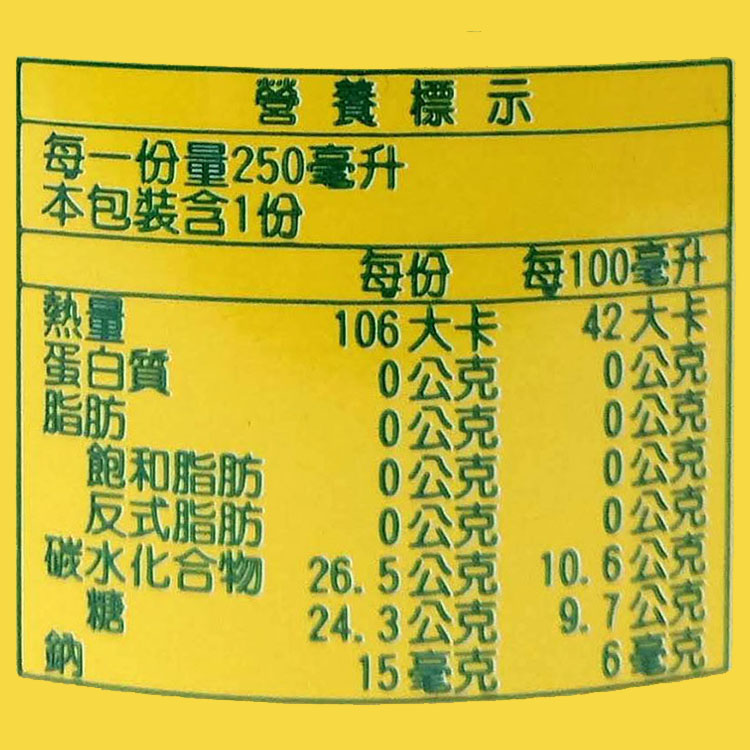 營養標示
每一份量250毫升
本包裝含1份
每份 每100毫升
熱量 106大卡 42大卡
蛋白質 0公克 0公克
脂肪 0公克 0公克
飽和脂肪 0公克 0公克
反式脂肪 0公克 0公克
碳水化合物 26.5公克 10.6公克
糖 24.3公克 9.7公克
鈉 15毫克 6毫克